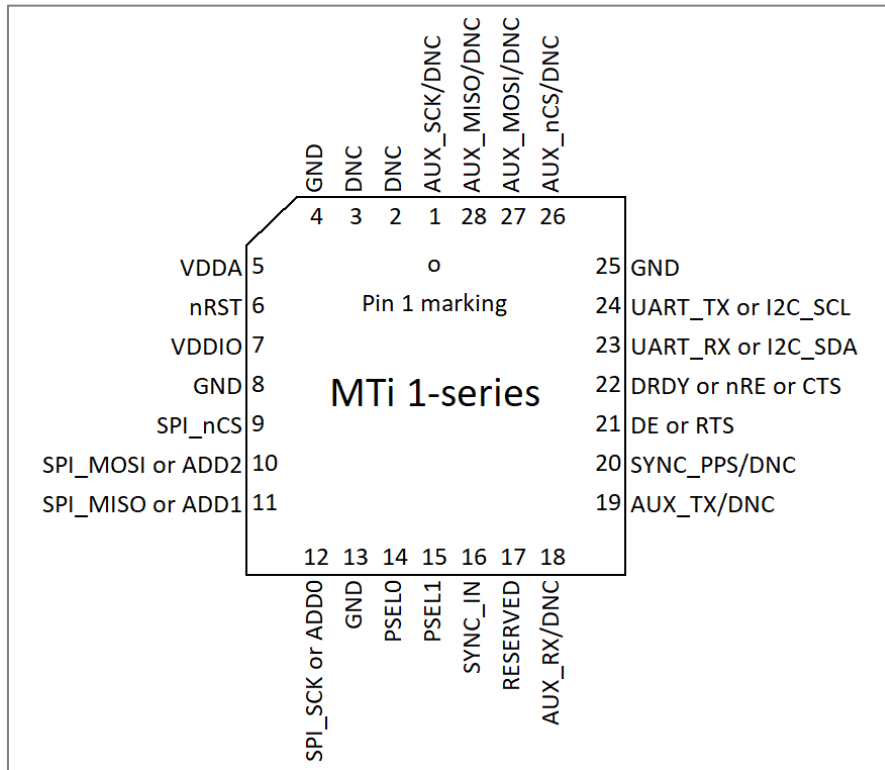 GND
DNC
DNC
AUX_SCK/DNC
AUX_MISO/DNC
AUX_MOSI/DNC
AUX_nCS/DNC
4 3 2 1 28 27 26
VDDA 5
nRST 6
VDDIO 7
GND 8
SPI_nCS 9
SPI_MOSI or ADD2 10
SPI_MISO or ADD1 11
o
Pin 1 marking
MTi 1-series
25 GND
24 UART_TX or I2C_SCL
23 UART_RX or I2C_SDA
22 DRDY or nRE or CTS
21 DE or RTS
20 SYNC_PPS/DNC
19 AUX_TX/DNC
12 13 14 15 16 17 18
SPI_SCK or ADD0
GND
PSEL0
PSEL1
SYNC_IN
RESERVED
AUX_RX/DNC